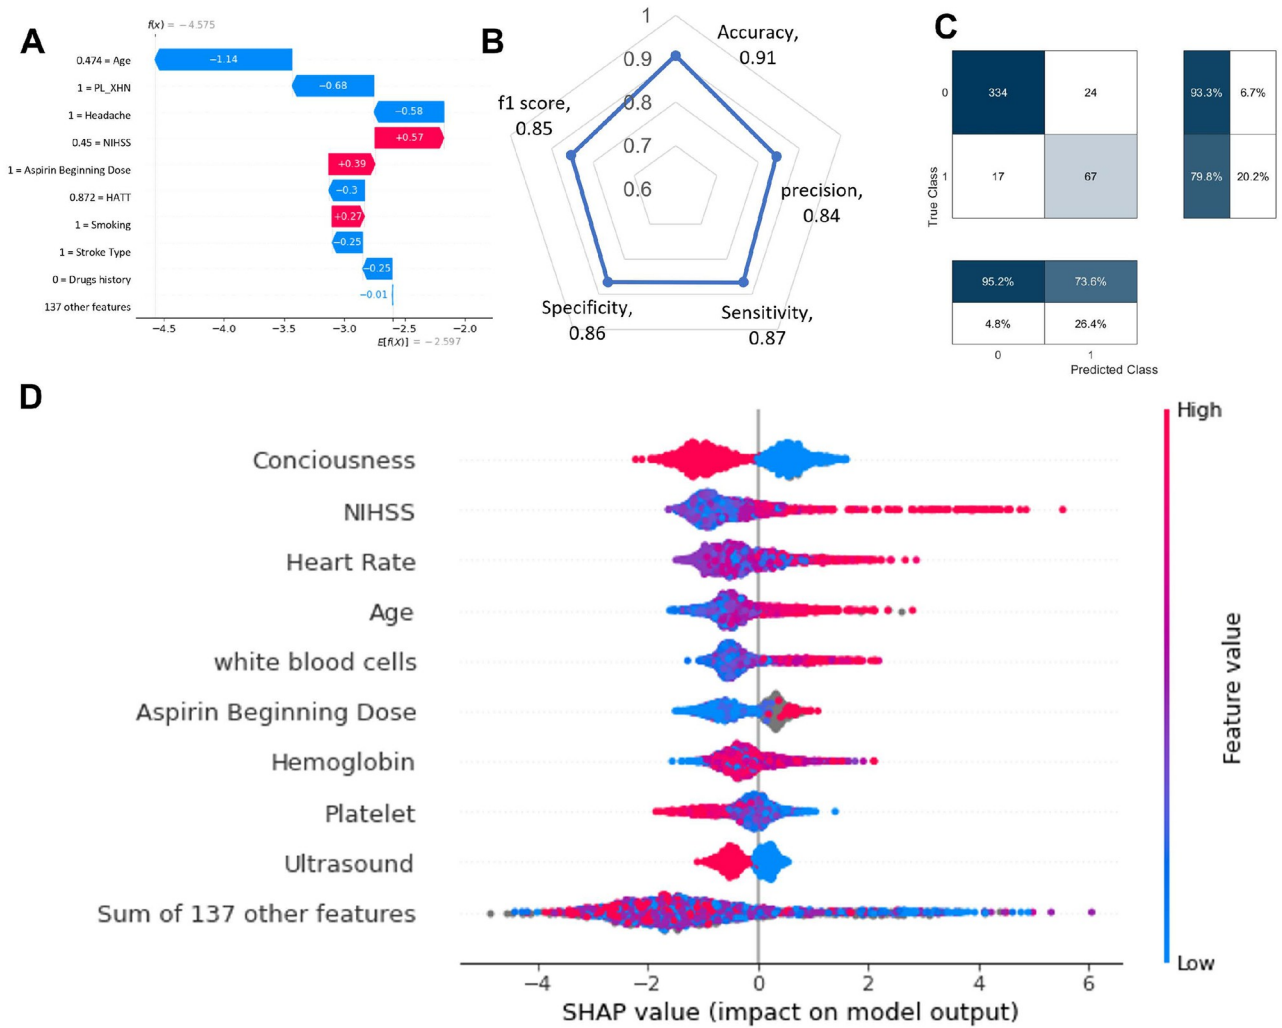 A
f(x) = −4.575
0.474 = Age
−1.14
1 = PL_XHN
−0.68
1 = Headache
−0.58
0.45 = NIHSS
+0.57
1 = Aspirin Beginning Dose
+0.39
0.872 = HATT
−0.3
1 = Smoking
+0.27
1 = Stroke Type
−0.25
0 = Drugs history
−0.25
137 other features
−0.01
−4.5 −4.0 −3.5 −3.0 −2.5 −2.0
E[f(X)] = −2.597
B
1
0.9
0.8
0.7
0.6
Accuracy,
0.91
precision,
0.84
Sensitivity,
0.87
Specificity,
0.86
f1 score,
0.85
C
True Class
0 334 24 93.3% 6.7%
1 17 67 79.8% 20.2%
95.2% 73.6%
4.8% 26.4%
0 1
Predicted Class
D
Conciousness
NIHSS
Heart Rate
Age
white blood cells
Aspirin Beginning Dose
Hemoglobin
Platelet
Ultrasound
Sum of 137 other features
−4 −2 0 2 4 6
SHAP value (impact on model output)
High
Feature value
Low